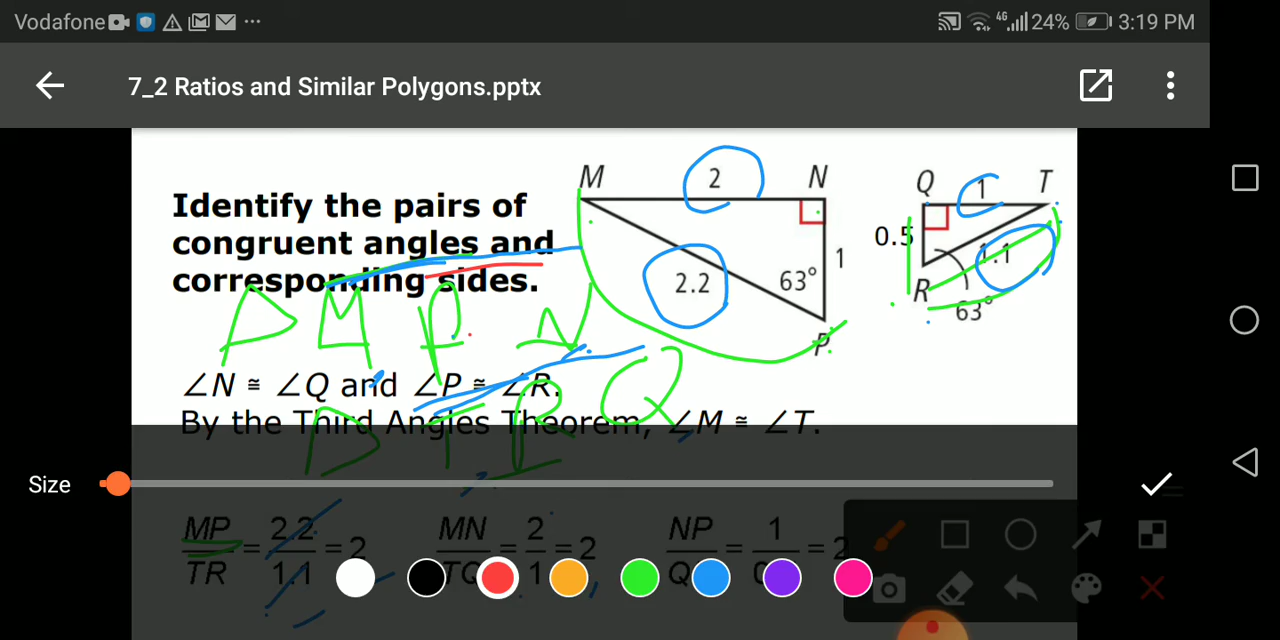 Vodafone ... 4G 24% 3:19 PM
7_2 Ratios and Similar Polygons.pptx
Identify the pairs of
congruent angles and
corresponding sides.
M 2 N
2.2 63° 1
P
Q 1 T
0.5 1.1
R
63°
Δ M P N
∠N ≅ ∠Q and ∠P ≅ ∠R.
By the Third Angles Theorem, ∠M ≅ ∠T.
Δ T R Q
Size
MP/TR = 2.2/1.1 = 2 MN/TQ = 2/1 = 2 NP/Q = 1/0 = 2